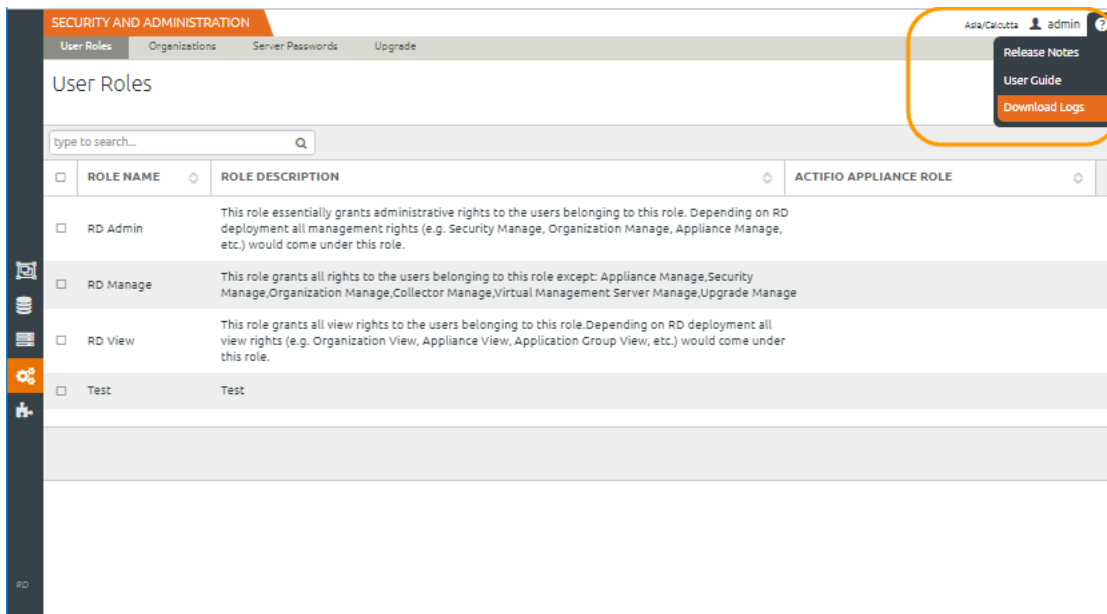 SECURITY AND ADMINISTRATION
Asia/Calcutta admin ?
User Roles Organizations Server Passwords Upgrade
Release Notes
User Guide
Download Logs
User Roles
type to search...
ROLE NAME ROLE DESCRIPTION ACTIFIO APPLIANCE ROLE
This role essentially grants administrative rights to the users belonging to this role. Depending on RD
RD Admin deployment all management rights (e.g. Security Manage, Organization Manage, Appliance Manage,
etc.) would come under this role.
RD Manage This role grants all rights to the users belonging to this role except: Appliance Manage,Security
Manage,Organization Manage,Collector Manage,Virtual Management Server Manage,Upgrade Manage
This role grants all view rights to the users belonging to this role.Depending on RD deployment all
RD View view rights (e.g. Organization View, Appliance View, Application Group View, etc.) would come under
this role.
Test Test
RD